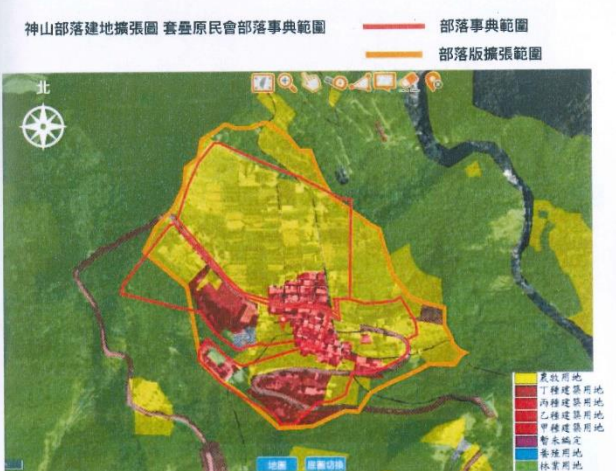 神山部落建地擴張圖 套疊原民會部落事典範圍
部落事典範圍
部落版擴張範圍
北
農牧用地
丁種建築用地
丙種建築用地
乙種建築用地
甲種建築用地
暫未編定
養殖用地
林業用地
地圖
底圖切換